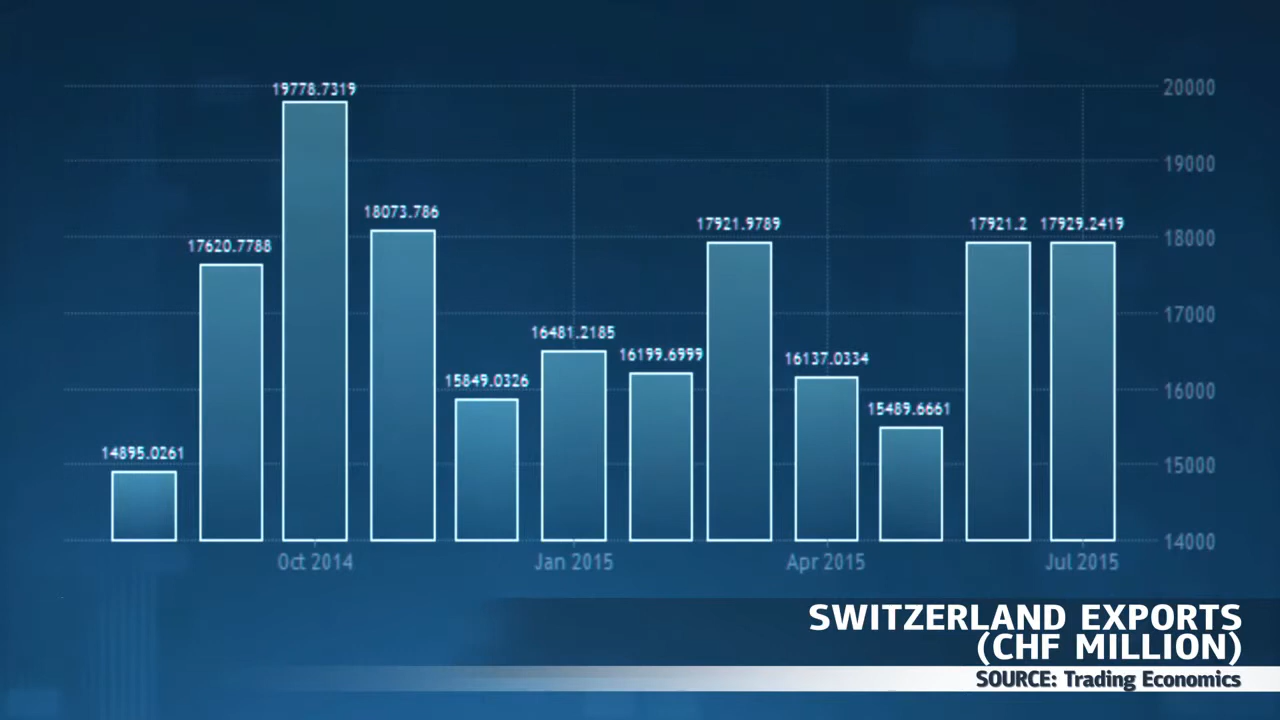 19778.7319
20000
19000
18073.786
17921.9789
17921.2
17929.2419
17620.7788
18000
16481.2185
17000
16199.6999
16137.0334
15849.0326
16000
15489.6661
14895.0261
15000
14000
Oct 2014
Jan 2015
Apr 2015
Jul 2015
SWITZERLAND EXPORTS
(CHF MILLION)
SOURCE: Trading Economics